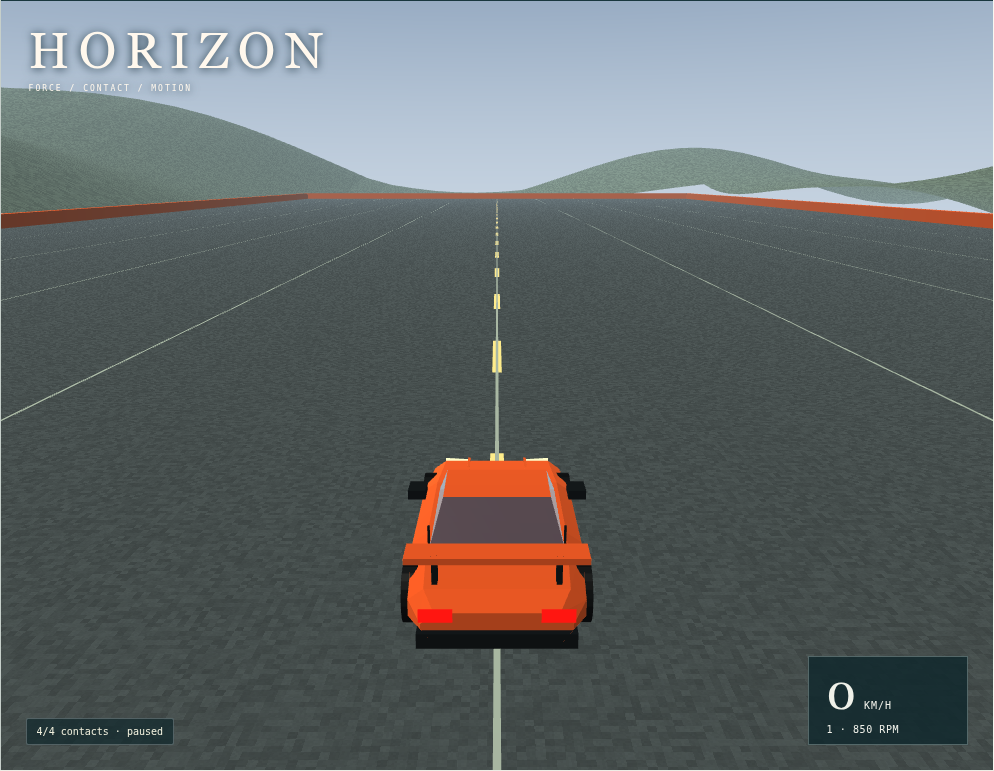 HORIZON
FORCE / CONTACT / MOTION
4/4 contacts · paused
0 KM/H
1 · 850 RPM